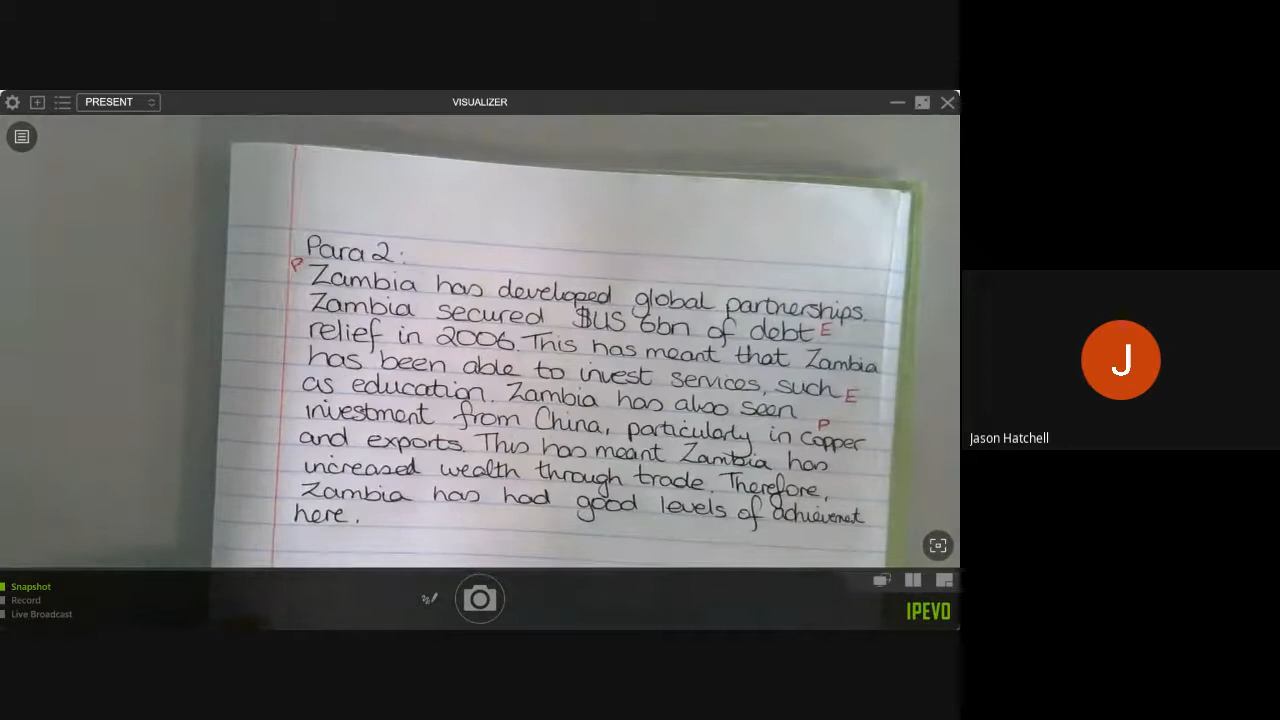 PRESENT
VISUALIZER
Para 2:
P
Zambia has developed global partnerships.
Zambia secured $US 6bn of debt E
relief in 2006. This has meant that Zambia
has been able to invest services, such
as education. Zambia has also seen E
investment from China, particularly in copper P
and exports. This has meant Zambia has
increased wealth through trade. Therefore,
Zambia has had good levels of achievenet
here.
Snapshot
Record
Live Broadcast
IPEVO
J
Jason Hatchell